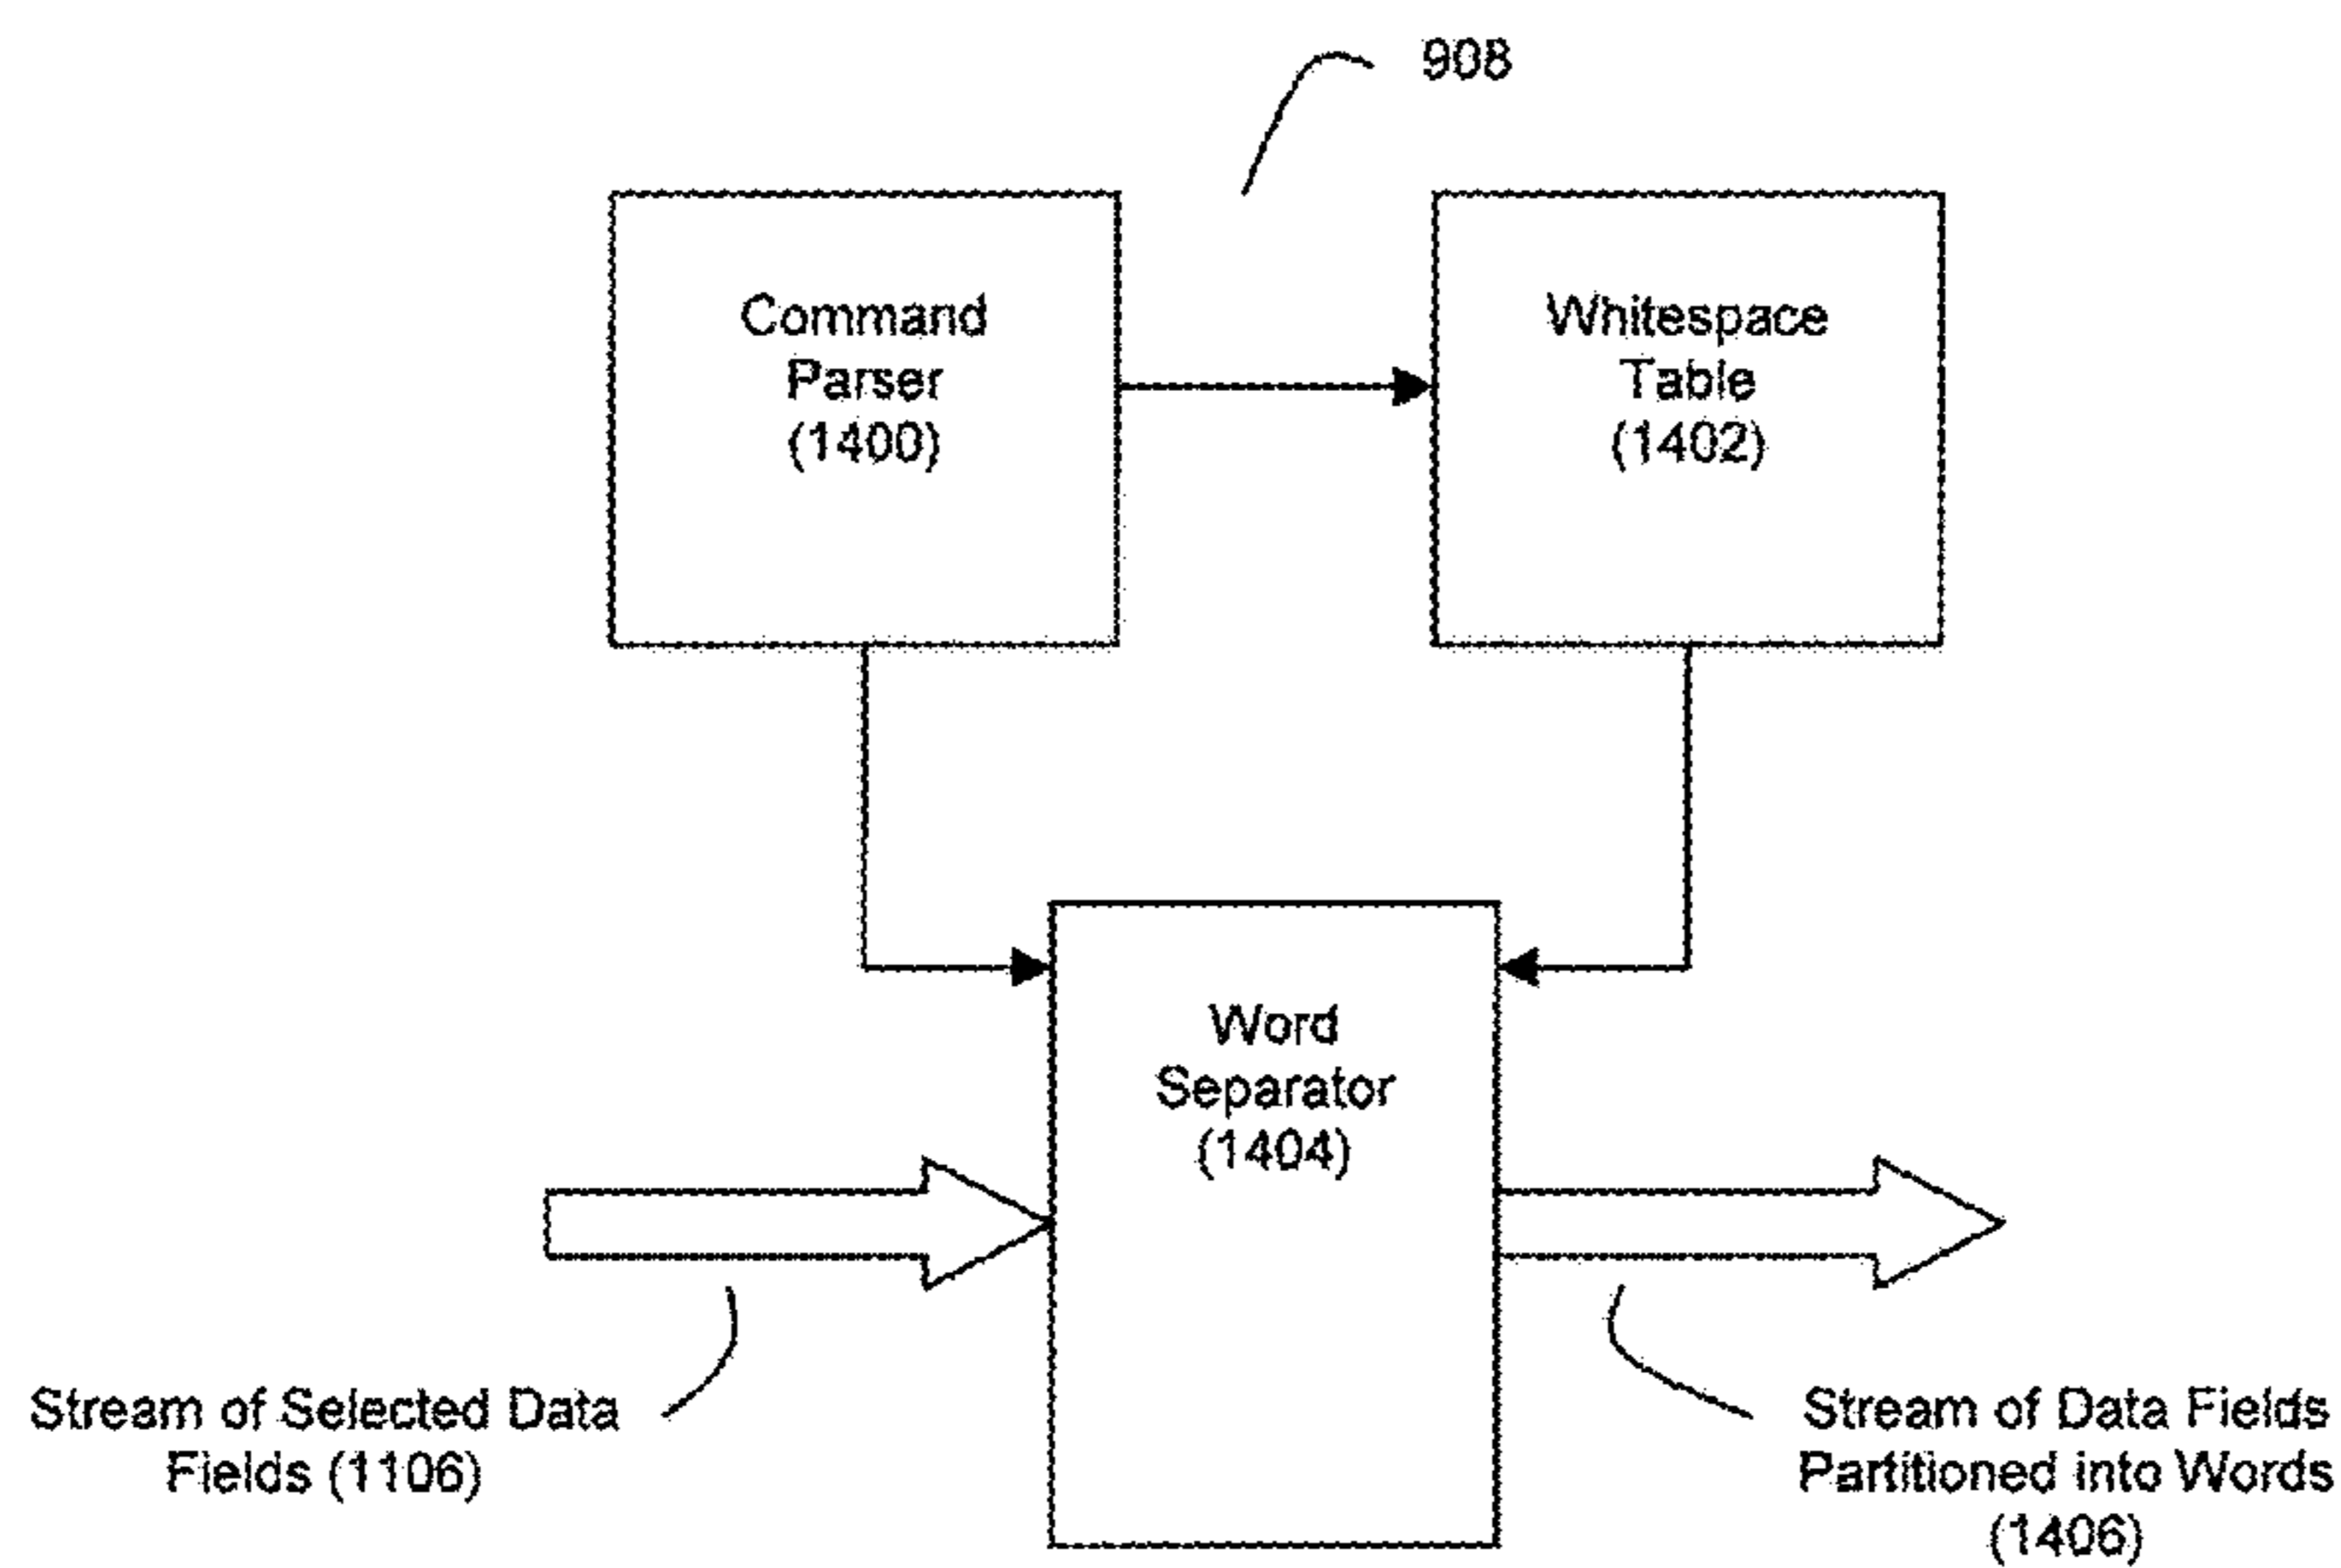 908
Command
Parser
(1400)
Whitespace
Table
(1402)
Word
Separator
(1404)
Stream of Selected Data
Fields (1106)
Stream of Data Fields
Partitioned into Words
(1406)